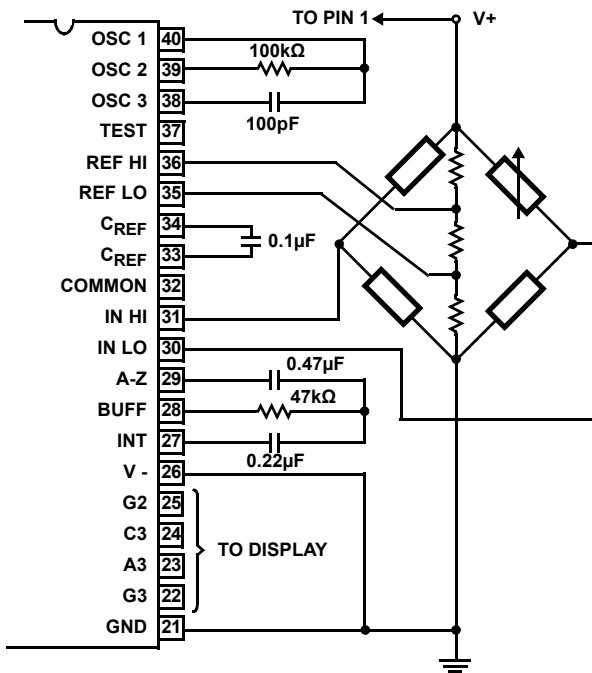 TO PIN 1
V+
OSC 1 40
100kΩ
OSC 2 39
OSC 3 38
100pF
TEST 37
REF HI 36
REF LO 35
CREF 34
0.1µF
CREF 33
COMMON 32
IN HI 31
IN LO 30
0.47µF
A-Z 29
47kΩ
BUFF 28
INT 27
0.22µF
V - 26
G2 25
C3 24
TO DISPLAY
A3 23
G3 22
GND 21